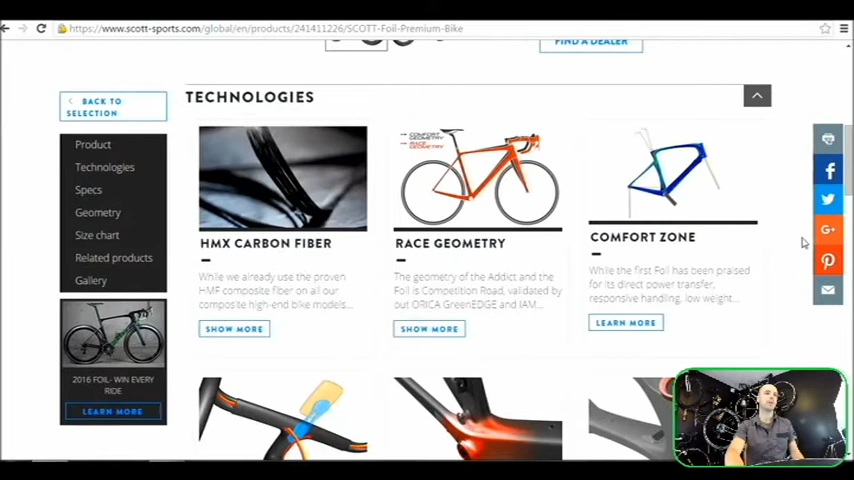 https://www.scott-sports.com/global/en/products/241411226/SCOTT-Foil-Premium-Bike
FIND A DEALER
BACK TO
SELECTION
Product
Technologies
Specs
Geometry
Size chart
Related products
Gallery
2016 FOIL- WIN EVERY
RIDE
LEARN MORE
TECHNOLOGIES
HMX CARBON FIBER
While we already use the proven
HMF composite fiber on all our
composite high-end bike models...
SHOW MORE
COMFORT
GEOMETRY
RACE
GEOMETRY
RACE GEOMETRY
The geometry of the Addict and the
Foil is Competition Road, validated by
out ORICA GreenEDGE and IAM...
SHOW MORE
COMFORT ZONE
While the first Foil has been praised
for its direct power transfer,
responsive handling, low weight...
LEARN MORE
f
G+